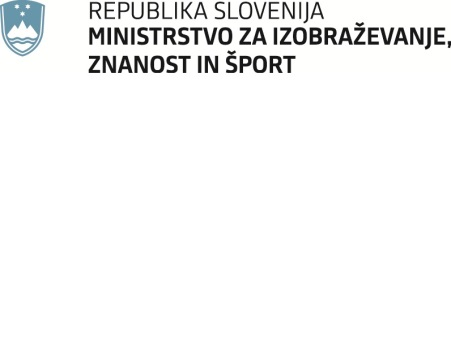 REPUBLIKA SLOVENIJA
MINISTRSTVO ZA IZOBRAŽEVANJE,
ZNANOST IN ŠPORT